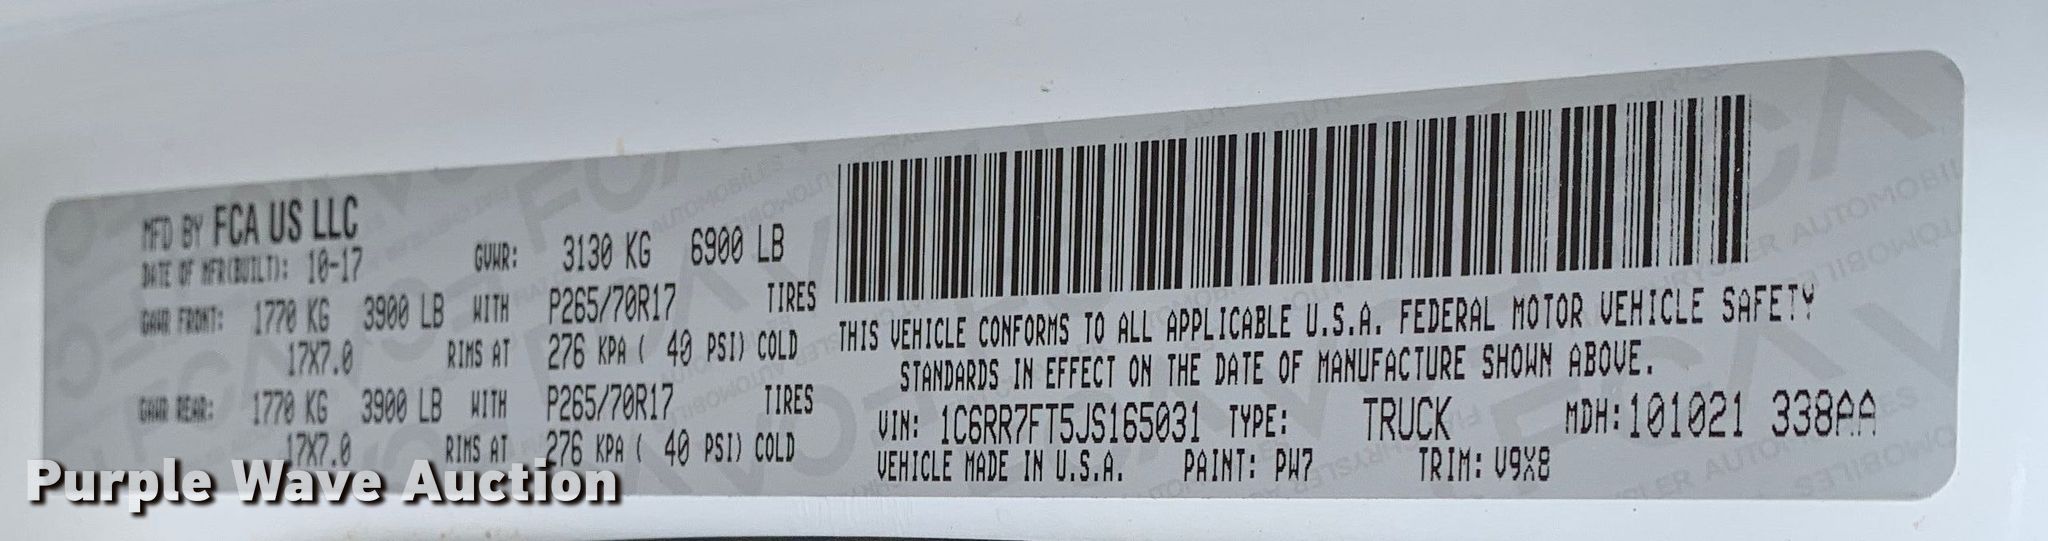 MFD BY FCA US LLC
DATE OF MFR(BUILT): 10-17
GVWR: 3130 KG 6900 LB
GAWR FRONT: 1770 KG 3900 LB WITH P265/70R17 TIRES
17X7.0 RIMS AT 276 KPA ( 40 PSI) COLD
GAWR REAR: 1770 KG 3900 LB WITH P265/70R17 TIRES
17X7.0 RIMS AT 276 KPA ( 40 PSI) COLD
THIS VEHICLE CONFORMS TO ALL APPLICABLE U.S.A. FEDERAL MOTOR VEHICLE SAFETY
STANDARDS IN EFFECT ON THE DATE OF MANUFACTURE SHOWN ABOVE.
VIN: 1C6RR7FT5JS165031 TYPE: TRUCK MDH:101021 338AA
VEHICLE MADE IN U.S.A. PAINT: PW7 TRIM: V9X8
Purple Wave Auction